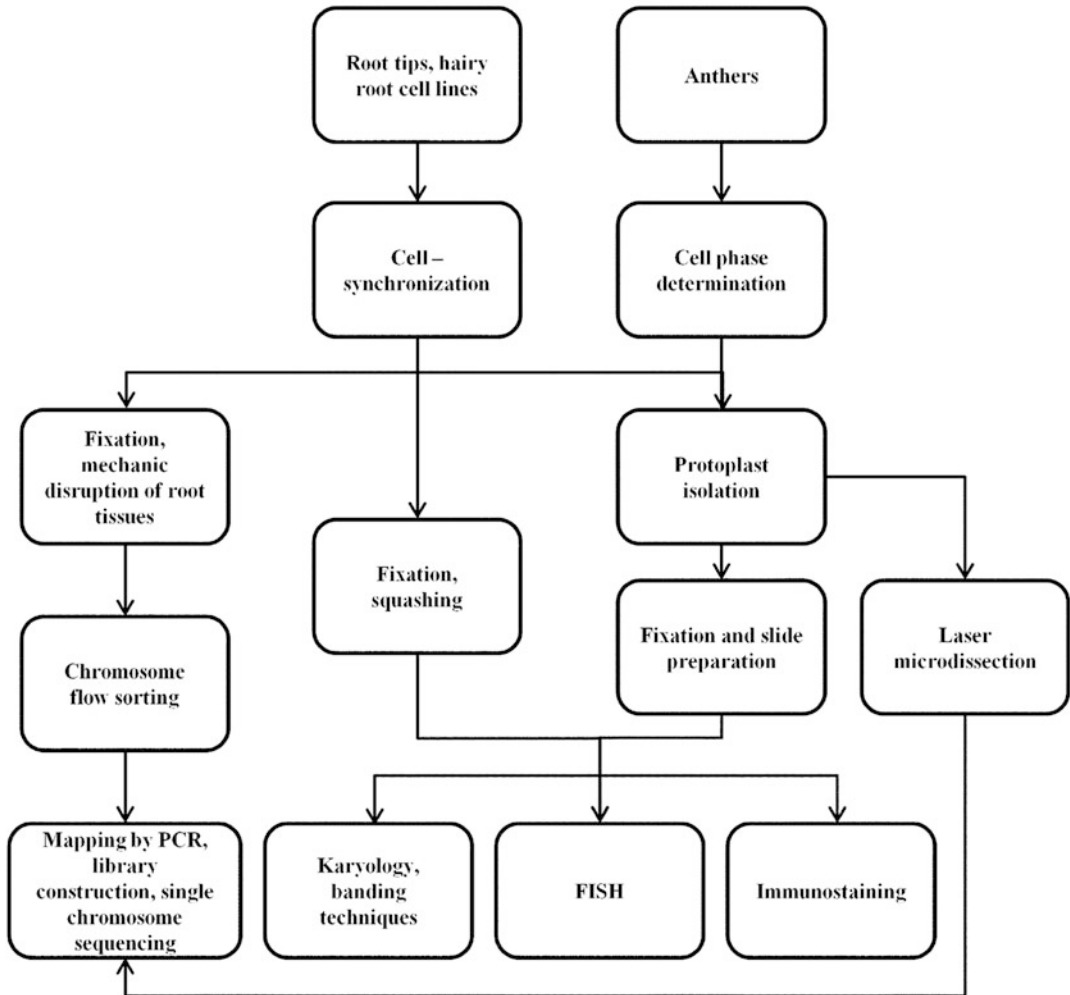 Root tips, hairy
root cell lines
Anthers
Cell –
synchronization
Cell phase
determination
Fixation,
mechanic
disruption of root
tissues
Protoplast
isolation
Fixation,
squashing
Fixation and slide
preparation
Laser
microdissection
Chromosome
flow sorting
Mapping by PCR,
library
construction, single
chromosome
sequencing
Karyology,
banding
techniques
FISH
Immunostaining